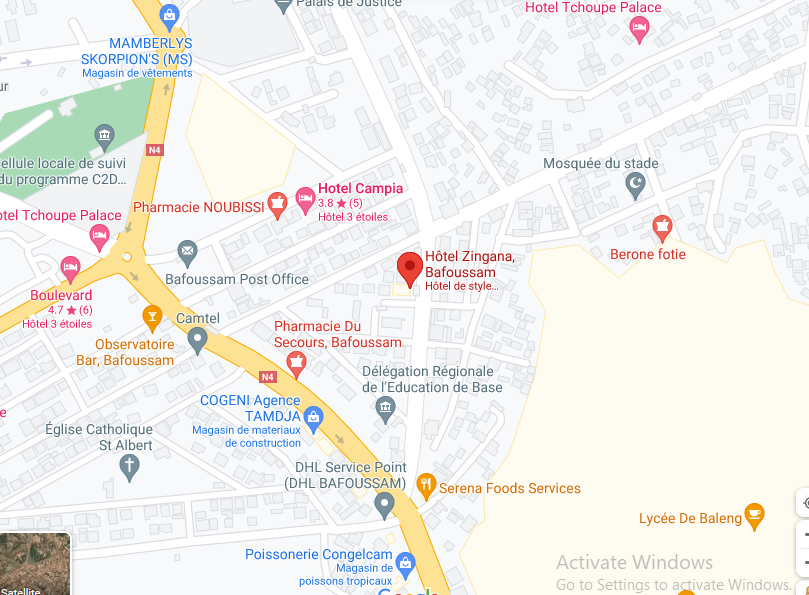 Palais de Justice
Hotel Tchoupe Palace
MAMBERLYS
SKORPION'S (MS)
Magasin de vêtements
N4
ellule locale de suivi
du programme C2D...
Mosquée du stade
Hotel Campia
3.8 ★ (5)
Hôtel 3 étoiles
Pharmacie NOUBISSI
otel Tchoupe Palace
Berone fotie
Hôtel Zingana,
Bafoussam
Hôtel de style...
Bafoussam Post Office
Boulevard
4.7 ★ (6)
Hôtel 3 étoiles
Camtel
Observatoire
Bar, Bafoussam
Pharmacie Du
Secours, Bafoussam
N4
Délégation Régionale
de l'Education de Base
COGENI Agence
TAMDJA
Magasin de materiaux
de construction
Église Catholique
St Albert
DHL Service Point
(DHL BAFOUSSAM)
Serena Foods Services
Lycée De Baleng
Poissonerie Congelcam
Magasin de
poissons tropicaux
Activate Windows
Go to Settings to activate Windows.
Satellite
Google